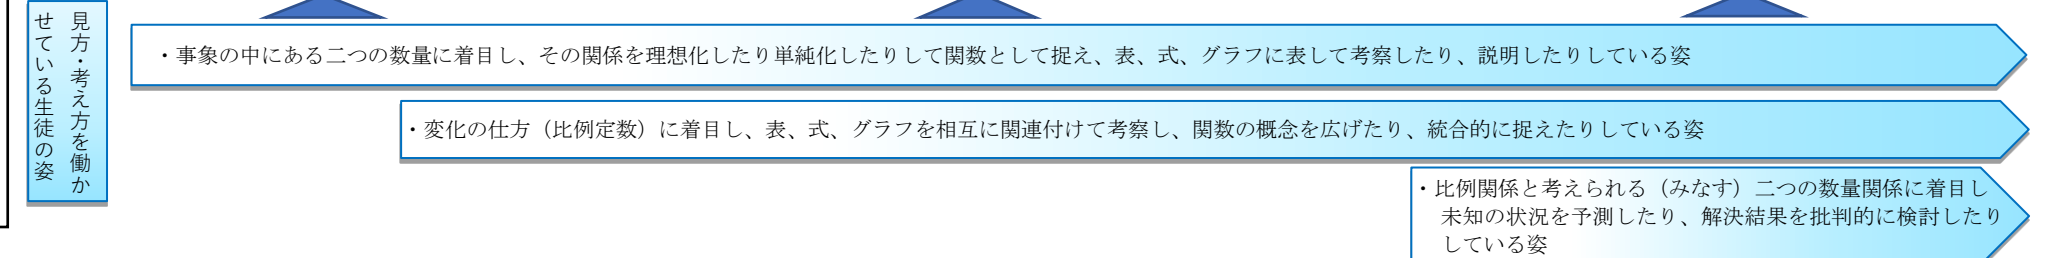 見方・考え方を働か
せている生徒の姿
・事象の中にある二つの数量に着目し、その関係を理想化したり単純化したりして関数として捉え、表、式、グラフに表して考察したり、説明したりしている姿
・変化の仕方（比例定数）に着目し、表、式、グラフを相互に関連付けて考察し、関数の概念を広げたり、統合的に捉えたりしている姿
・比例関係と考えられる（みなす）二つの数量関係に着目し
未知の状況を予測したり、解決結果を批判的に検討したり
している姿